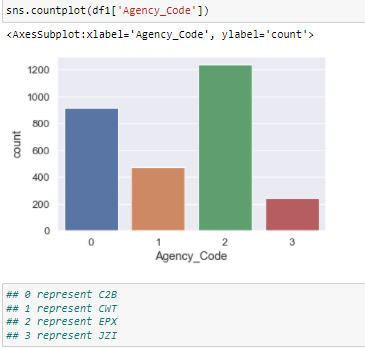 sns.countplot(df1['Agency_Code'])
<AxesSubplot:xlabel='Agency_Code', ylabel='count'>
1200
1000
800
600
400
200
0
count
0 1 2 3
Agency_Code
## 0 represent C2B
## 1 represent CWT
## 2 represent EPX
## 3 represent JZI